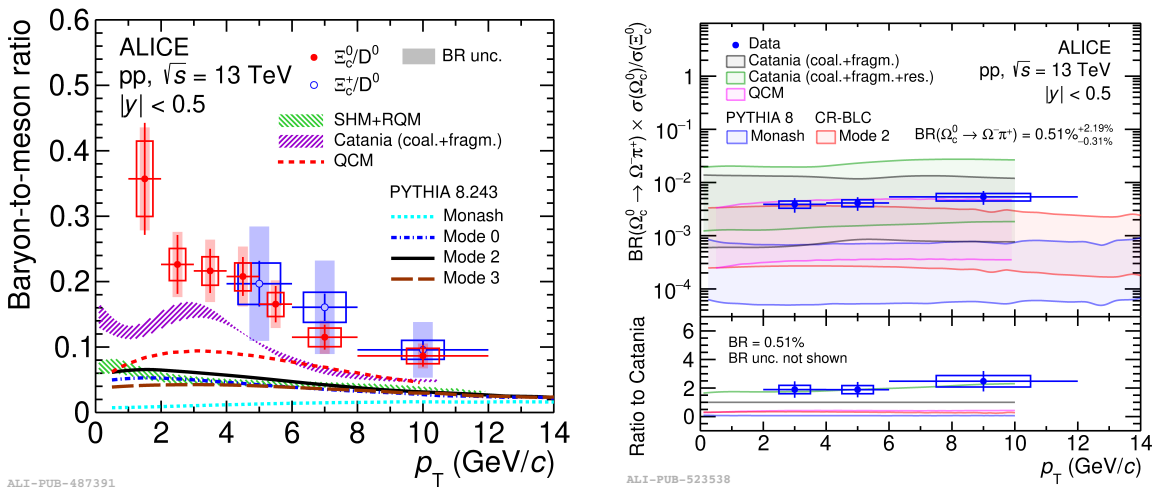 Baryon-to-meson ratio
ALICE
pp, √s = 13 TeV
|y| < 0.5
Ξc⁰/D⁰
Ξc⁺/D⁰
BR unc.
SHM+RQM
Catania (coal.+fragm.)
QCM
PYTHIA 8.243
Monash
Mode 0
Mode 2
Mode 3
0.6
0.5
0.4
0.3
0.2
0.1
0
0 2 4 6 8 10 12 14
pT (GeV/c)
ALI-PUB-487391
BR(Ωc⁰ → Ω⁻π⁺) × σ(Ωc⁰)/σ(Ξc⁰)
Data
Catania (coal.+fragm.)
Catania (coal.+fragm.+res.)
QCM
ALICE
pp, √s = 13 TeV
|y| < 0.5
PYTHIA 8 CR-BLC
Monash Mode 2
BR(Ωc⁰ → Ω⁻π⁺) = 0.51%+2.19% −0.31%
1
10⁻¹
10⁻²
10⁻³
10⁻⁴
Ratio to Catania
BR = 0.51%
BR unc. not shown
6
4
2
0
0 2 4 6 8 10 12 14
pT (GeV/c)
ALI-PUB-523538